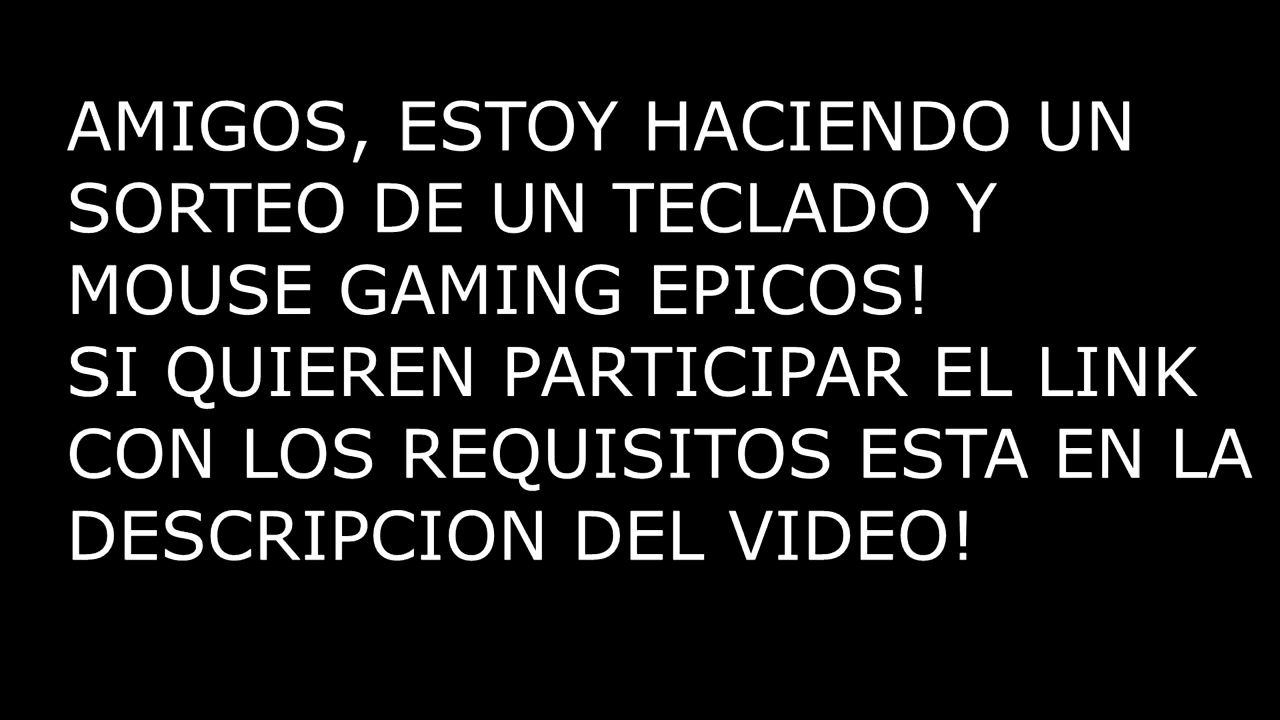 AMIGOS, ESTOY HACIENDO UN
SORTEO DE UN TECLADO Y
MOUSE GAMING EPICOS!
SI QUIEREN PARTICIPAR EL LINK
CON LOS REQUISITOS ESTA EN LA
DESCRIPCION DEL VIDEO!